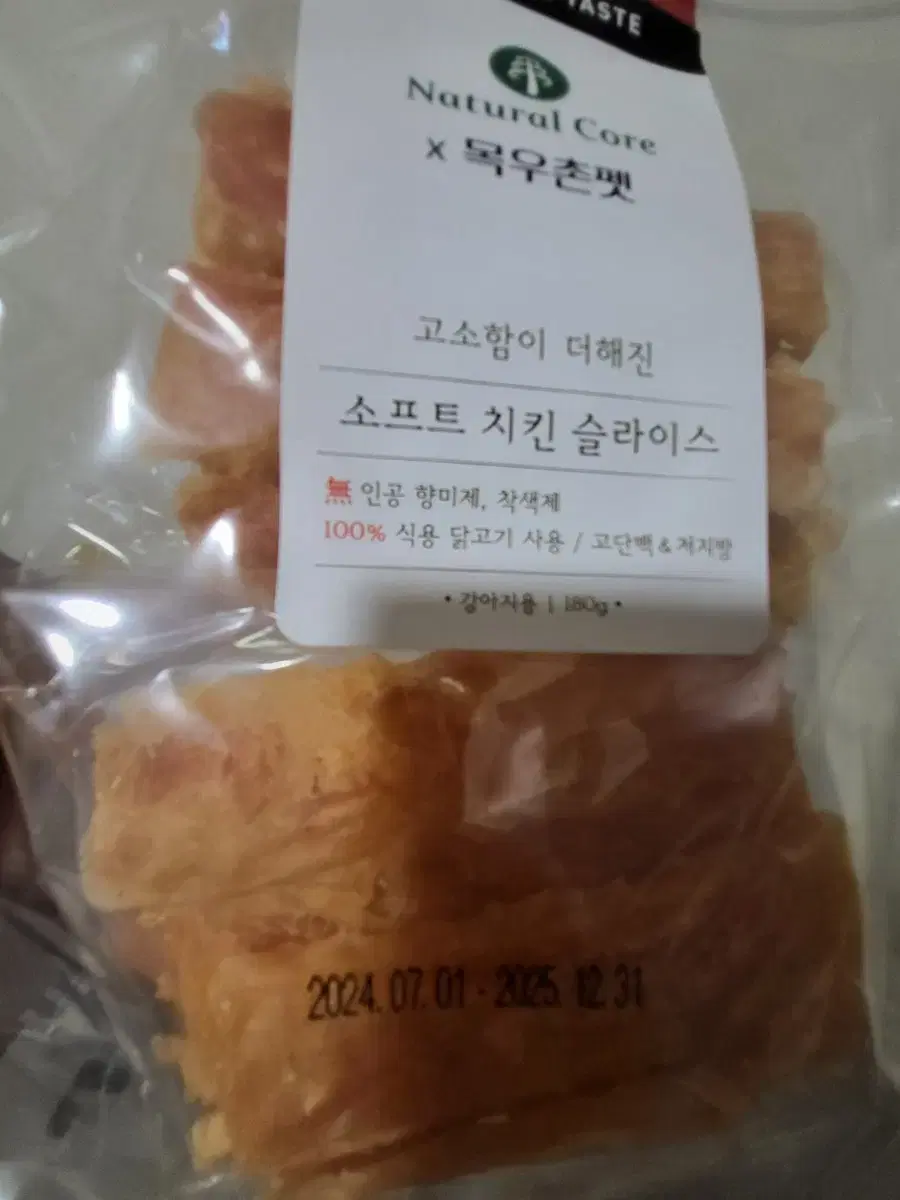 TASTE
Natural Core
x 목우촌펫
고소함이 더해진
소프트 치킨 슬라이스
無 인공 향미제, 착색제
100% 식용 닭고기 사용 / 고단백 & 저지방
• 강아지용 | 180g •
2024. 07. 01 - 2025. 12. 31